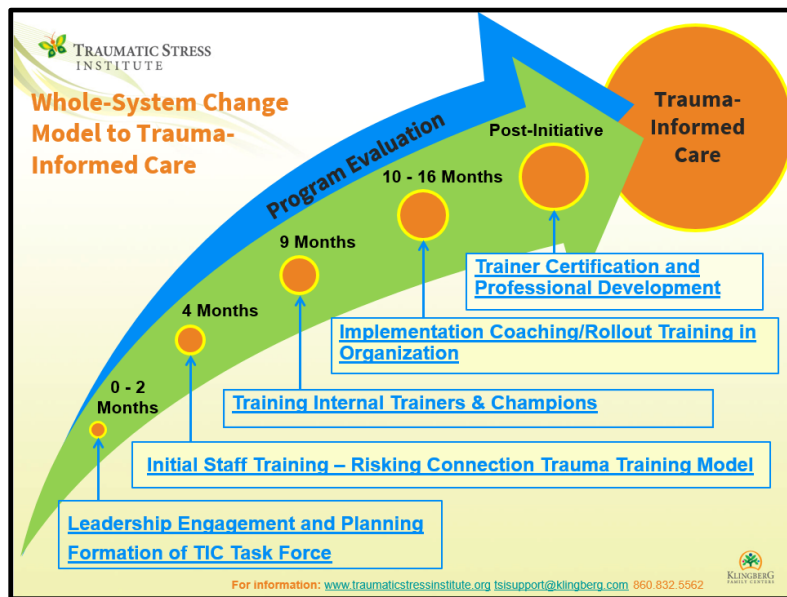 TRAUMATIC STRESS
INSTITUTE
Whole-System Change
Model to Trauma-
Informed Care
Program Evaluation
Trauma-
Informed
Care
Post-Initiative
10 - 16 Months
9 Months
4 Months
0 - 2
Months
Trainer Certification and
Professional Development
Implementation Coaching/Rollout Training in
Organization
Training Internal Trainers & Champions
Initial Staff Training – Risking Connection Trauma Training Model
Leadership Engagement and Planning
Formation of TIC Task Force
For information: www.traumaticstressinstitute.org tsisupport@klingberg.com 860.832.5562
KLINGBERG
FAMILY CENTERS